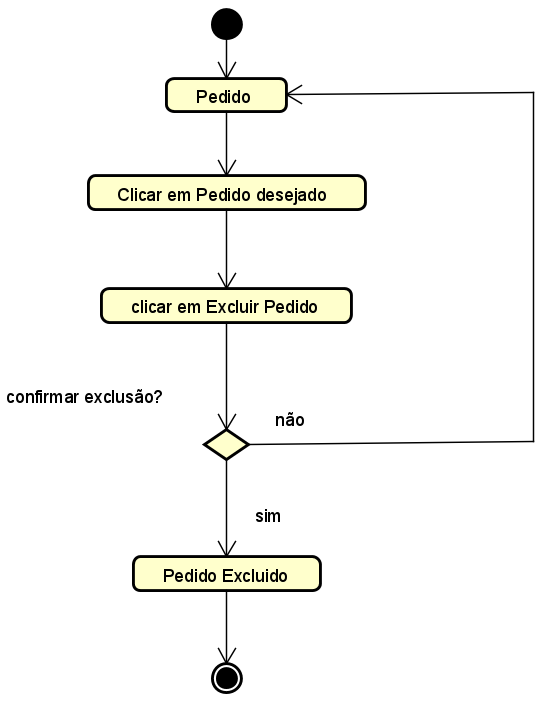 Pedido
Clicar em Pedido desejado
clicar em Excluir Pedido
confirmar exclusão?
não
sim
Pedido Excluido